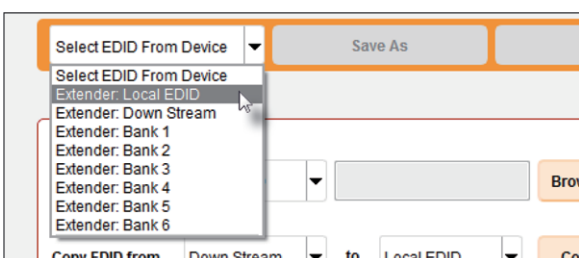 Select EDID From Device Save As
Select EDID From Device
Extender: Local EDID
Extender: Down Stream
Extender: Bank 1
Extender: Bank 2
Extender: Bank 3
Extender: Bank 4
Extender: Bank 5
Extender: Bank 6
Brow
Copy EDID from Down Stream to Local EDID Co